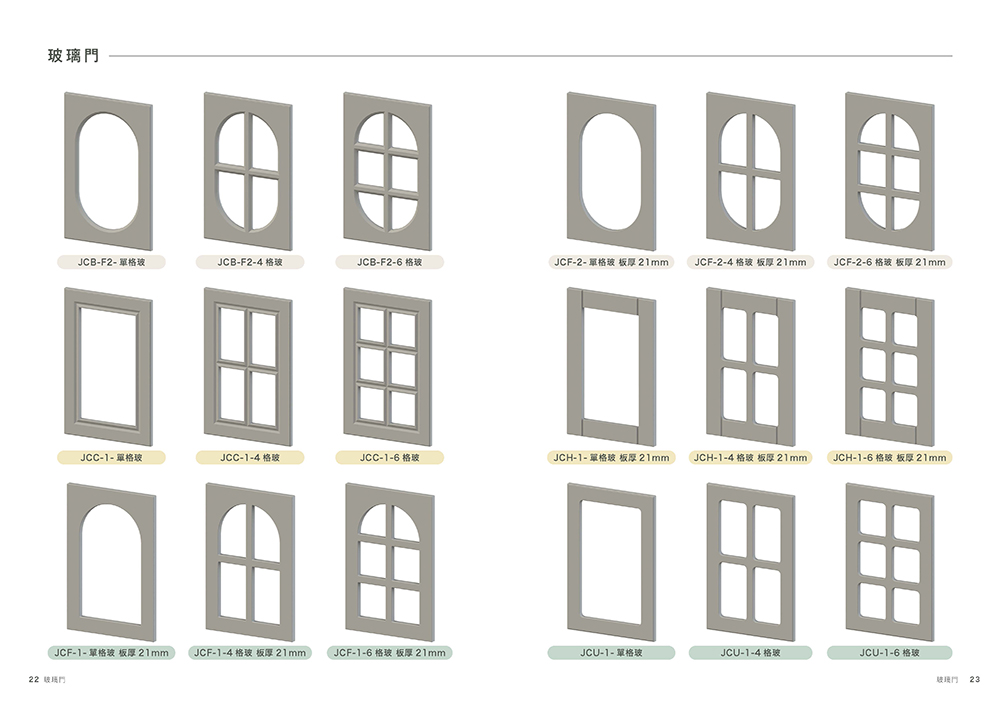 玻璃門
JCB-F2- 單格玻
JCB-F2-4 格玻
JCB-F2-6 格玻
JCF-2- 單格玻 板厚 21mm
JCF-2-4 格玻 板厚 21mm
JCF-2-6 格玻 板厚 21mm
JCC-1- 單格玻
JCC-1-4 格玻
JCC-1-6 格玻
JCH-1- 單格玻 板厚 21mm
JCH-1-4 格玻 板厚 21mm
JCH-1-6 格玻 板厚 21mm
JCF-1- 單格玻 板厚 21mm
JCF-1-4 格玻 板厚 21mm
JCF-1-6 格玻 板厚 21mm
JCU-1- 單格玻
JCU-1-4 格玻
JCU-1-6 格玻
22 玻璃門
玻璃門 23